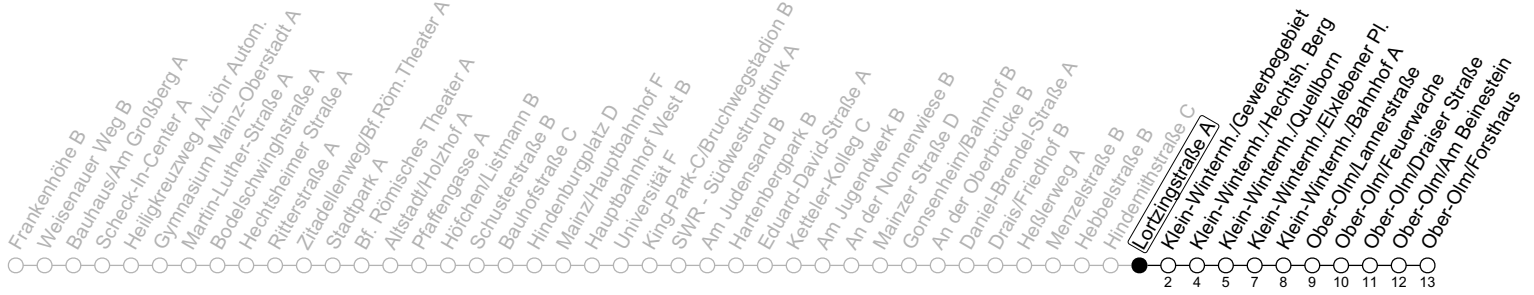 Frankenhöhe B
Weisenauer Weg B
Bauhaus/Am Großberg A
Scheck-In-Center A
Heiligkreuzweg A/Löhr Autom.
Gymnasium Mainz-Oberstadt A
Martin-Luther-Straße A
Bodelschwinghstraße A
Hechtsheimer Straße A
Ritterstraße A
Zitadellenweg/Bf.Röm.Theater A
Stadtpark A
Bf. Römisches Theater A
Altstadt/Holzhof A
Pfaffengasse A
Höfchen/Listmann B
Schusterstraße B
Bauhofstraße C
Hindenburgplatz D
Mainz/Hauptbahnhof F
Hauptbahnhof West B
Universität F
King-Park-C/Bruchwegstadion B
SWR - Südwestrundfunk A
Am Judensand B
Hartenbergpark B
Eduard-David-Straße A
Ketteler-Kolleg C
Am Jugendwerk B
An der Nonnenwiese B
Mainzer Straße D
Gonsenheim/Bahnhof B
An der Oberbrücke B
Daniel-Brendel-Straße A
Drais/Friedhof B
Heßlerweg A
Menzelstraße B
Hebbelstraße B
Hindemithstraße C
Lortzingstraße A
Klein-Winternh./Gewerbegebiet
Klein-Winternh./Hechtsh. Berg
Klein-Winternh./Quellborn
Klein-Winternh./Elxlebener Pl.
Klein-Winternh./Bahnhof A
Ober-Olm/Lannerstraße
Ober-Olm/Feuerwache
Ober-Olm/Draiser Straße
Ober-Olm/Am Beinestein
Ober-Olm/Forsthaus
2 4 5 7 8 9 10 11 12 13